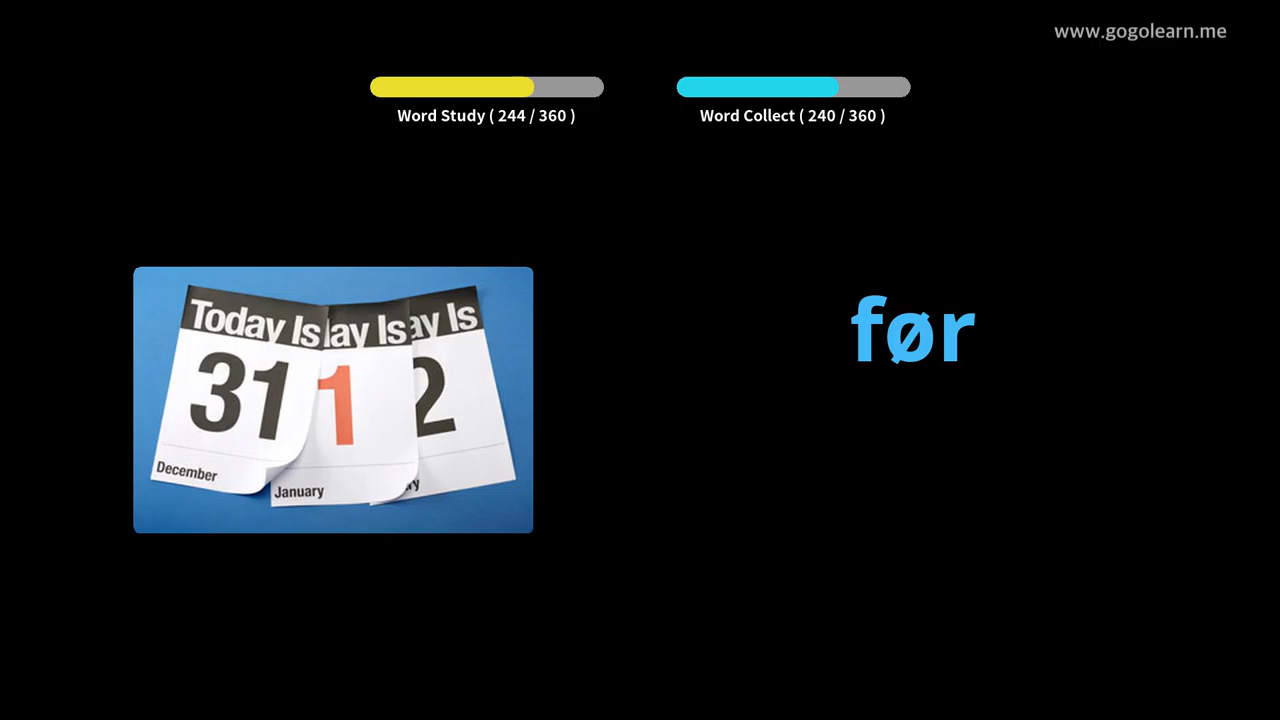 www.gogolearn.me
Word Study ( 244 / 360 )
Word Collect ( 240 / 360 )
Today Is
ay Is
ay Is
31
1
2
December
January
ry
før